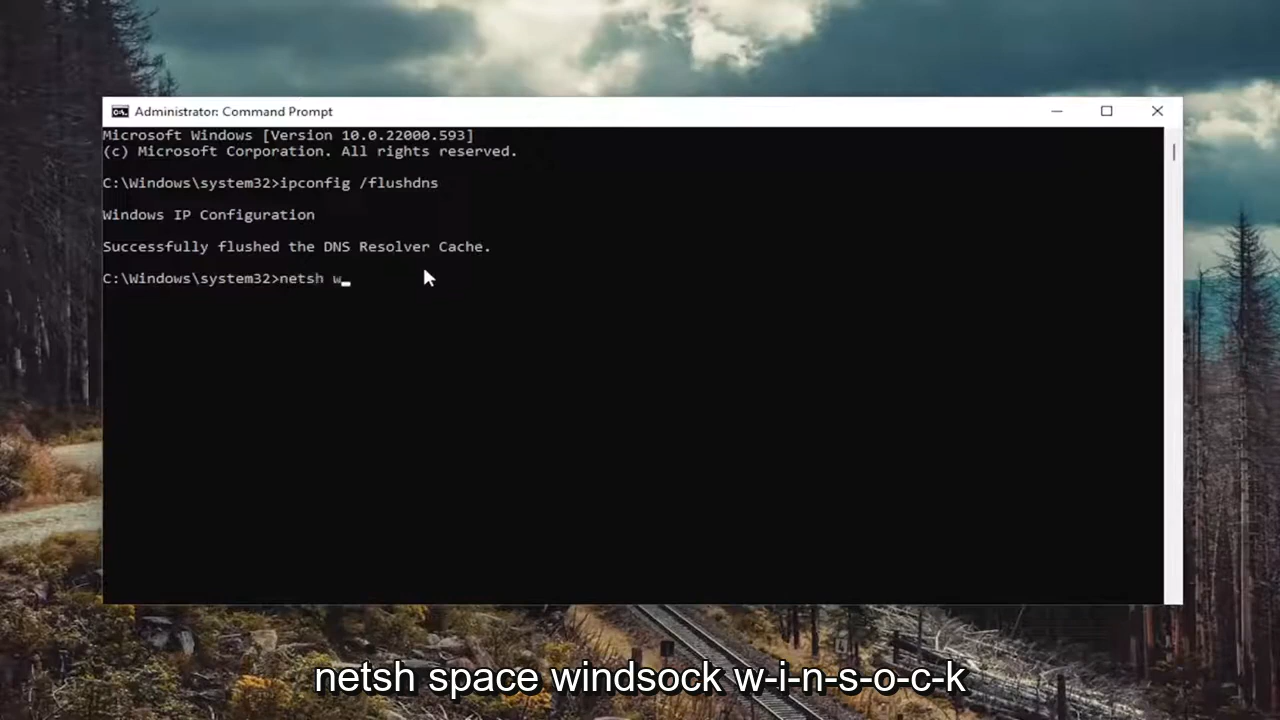 Administrator: Command Prompt
Microsoft Windows [Version 10.0.22000.593]
(c) Microsoft Corporation. All rights reserved.
C:\Windows\system32>ipconfig /flushdns
Windows IP Configuration
Successfully flushed the DNS Resolver Cache.
C:\Windows\system32>netsh w
netsh space windsock w-i-n-s-o-c-k